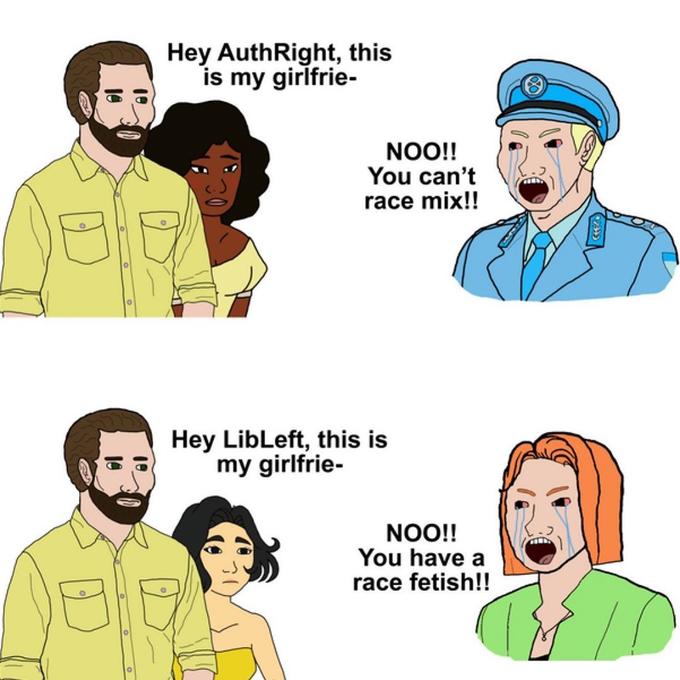 Hey AuthRight, this
is my girlfrie-
NOO!!
You can't
race mix!!
Hey LibLeft, this is
my girlfrie-
NOO!!
You have a
race fetish!!